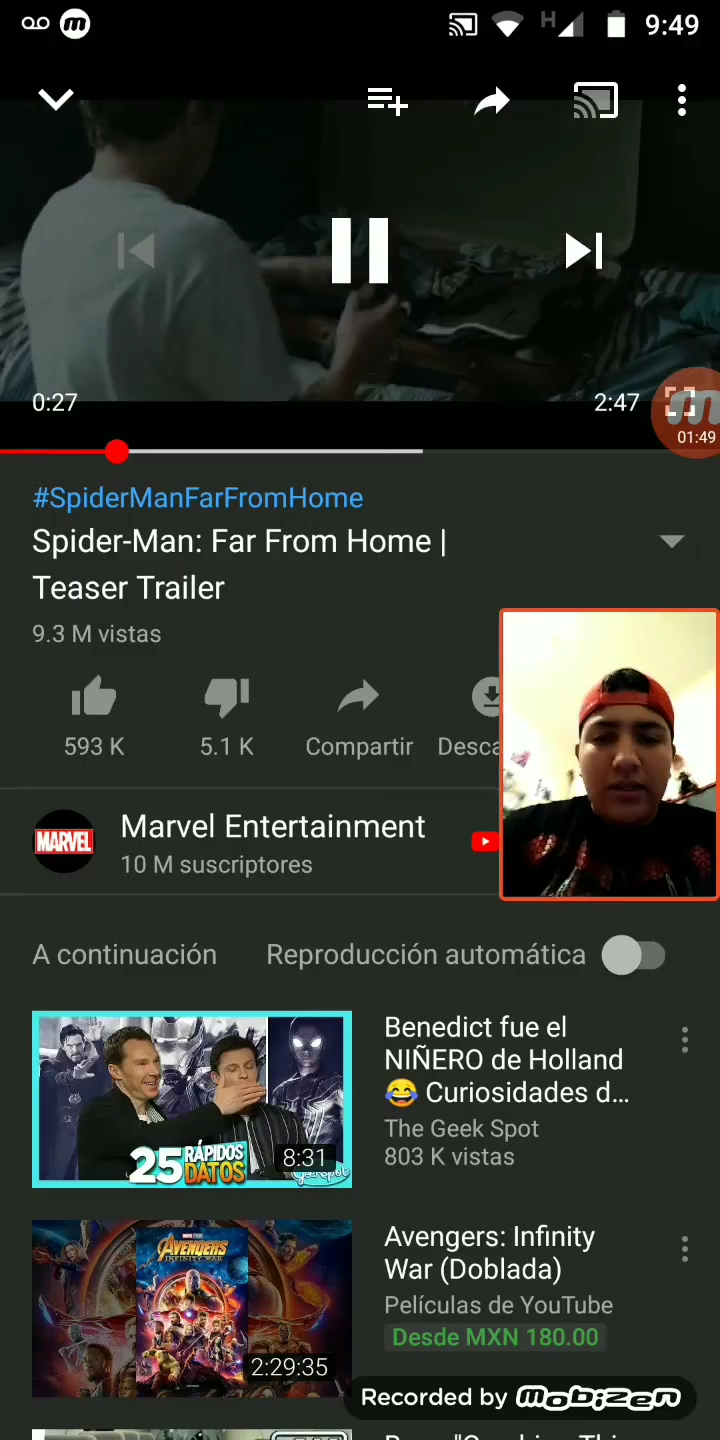 9:49
0:27
2:47
01:49
#SpiderManFarFromHome
Spider-Man: Far From Home |
Teaser Trailer
9.3 M vistas
593 K
5.1 K
Compartir
Desca
MARVEL
Marvel Entertainment
10 M suscriptores
A continuación
Reproducción automática
Benedict fue el
NIÑERO de Holland
😂 Curiosidades d...
The Geek Spot
803 K vistas
25 RÁPIDOS
DATOS
8:31
GeekSpot
Avengers: Infinity
War (Doblada)
Películas de YouTube
Desde MXN 180.00
AVENGERS
INFINITY WAR
2:29:35
Recorded by mobizen